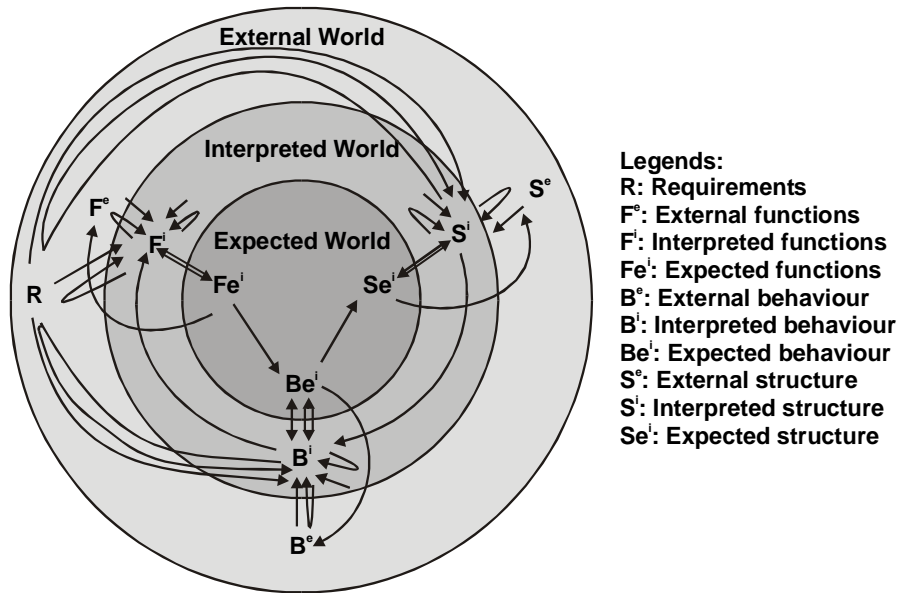 External World
Interpreted World
Expected World
Fᵉ
Fⁱ
Feⁱ
R
Sᵉ
Sⁱ
Seⁱ
Beⁱ
Bⁱ
Bᵉ
Legends:
R: Requirements
Fᵉ: External functions
Fⁱ: Interpreted functions
Feⁱ: Expected functions
Bᵉ: External behaviour
Bⁱ: Interpreted behaviour
Beⁱ: Expected behaviour
Sᵉ: External structure
Sⁱ: Interpreted structure
Seⁱ: Expected structure